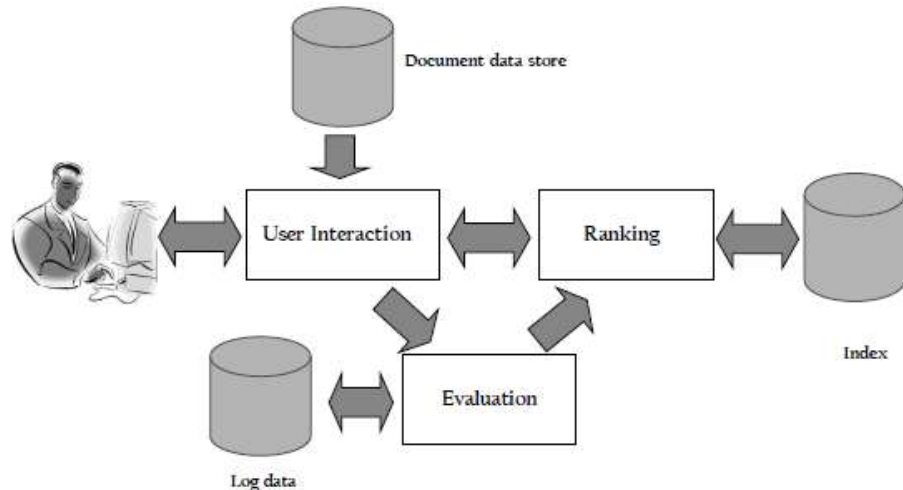 Document data store
User Interaction
Ranking
Index
Evaluation
Log data